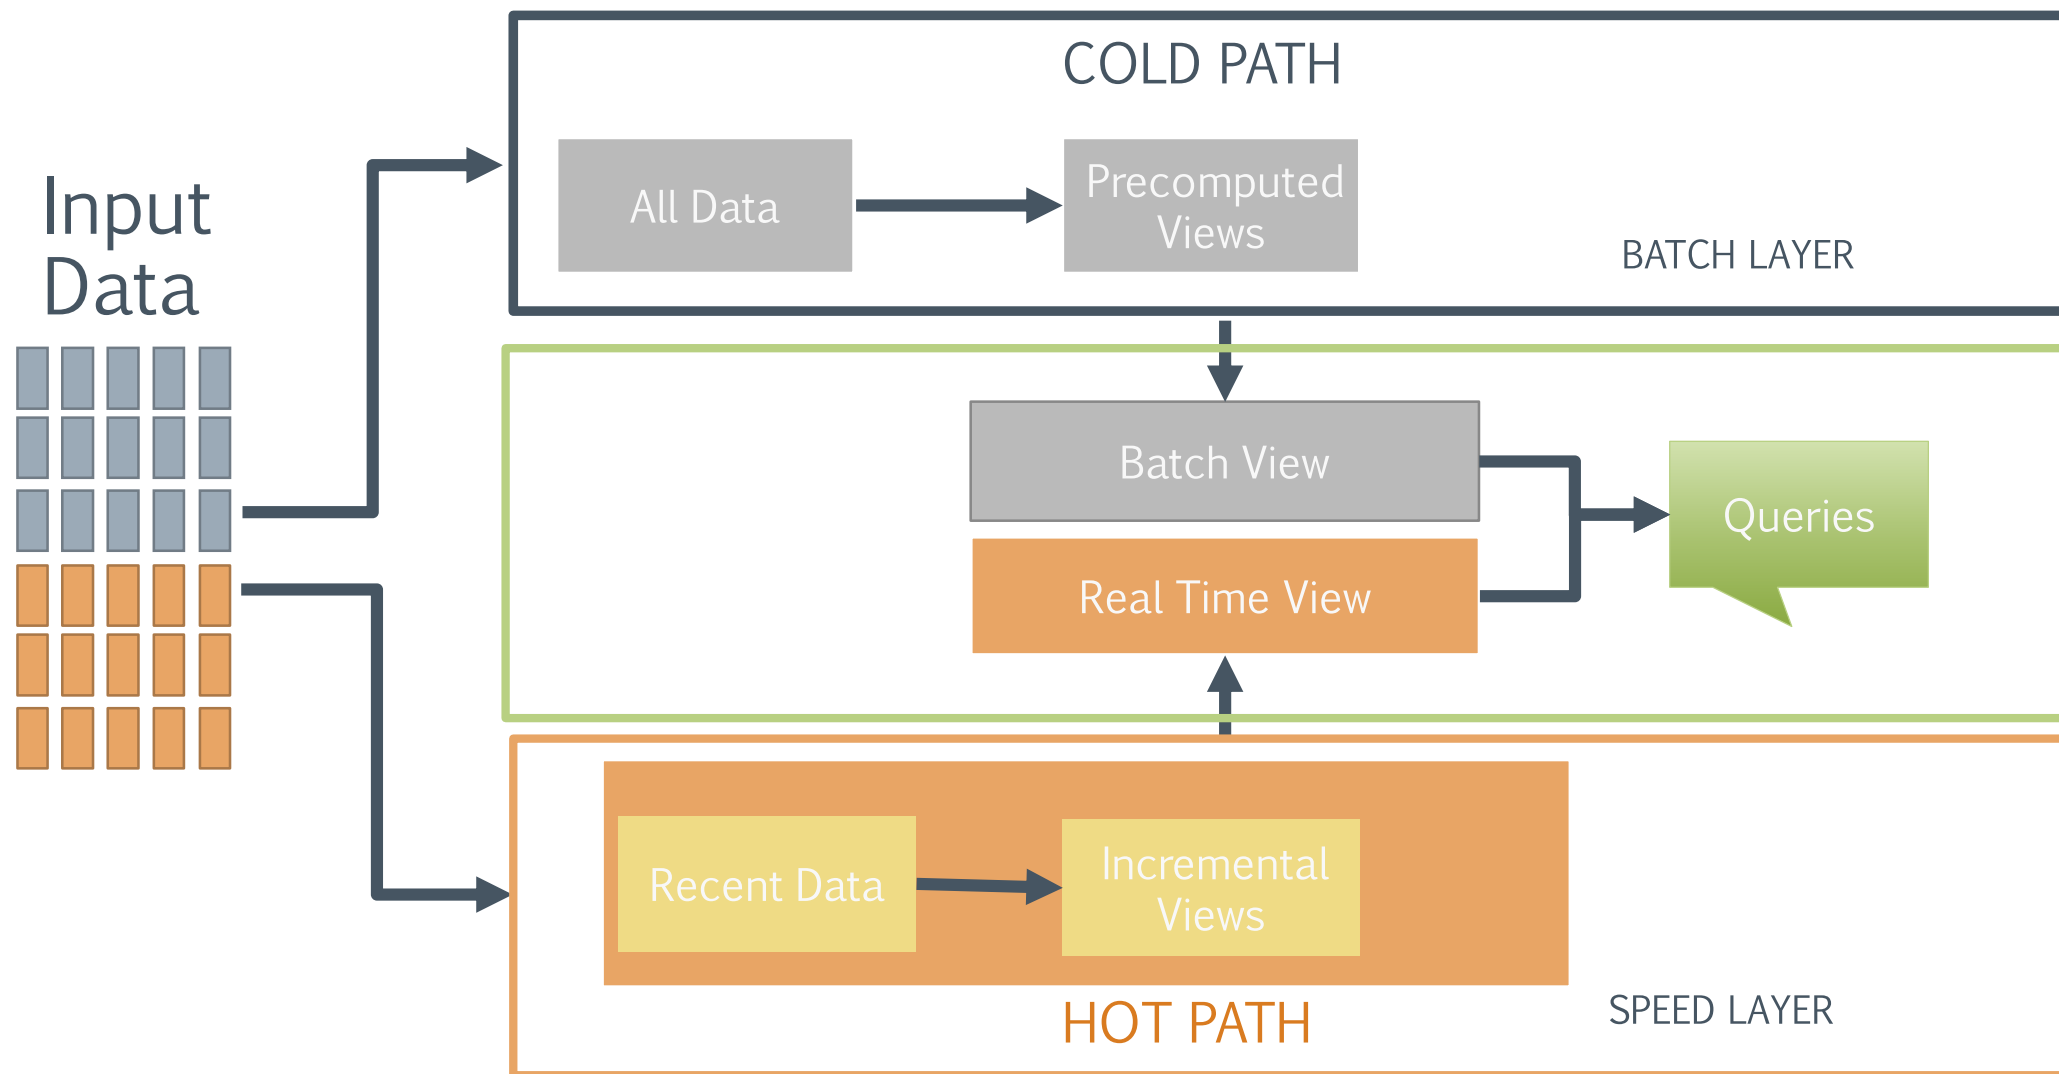 Input
Data
COLD PATH
All Data
Precomputed
Views
BATCH LAYER
Batch View
Real Time View
Queries
Recent Data
Incremental
Views
HOT PATH
SPEED LAYER